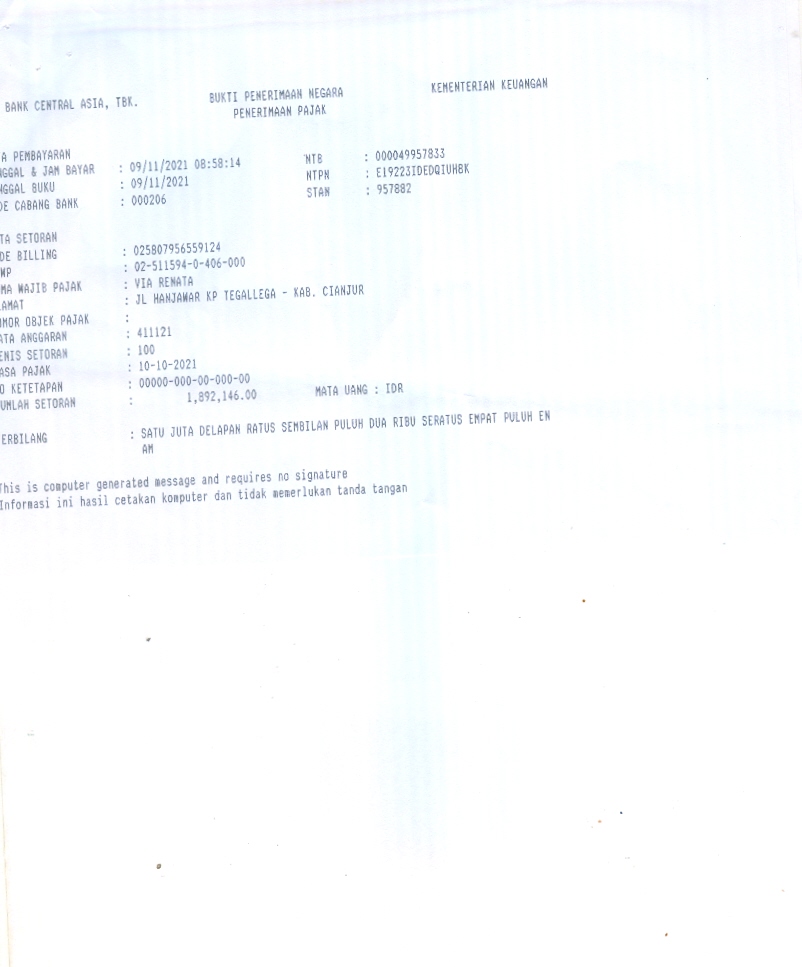 BANK CENTRAL ASIA, TBK. BUKTI PENERIMAAN NEGARA KEMENTERIAN KEUANGAN
PENERIMAAN PAJAK
A PEMBAYARAN
NGGAL & JAM BAYAR : 09/11/2021 08:58:14 NTB : 000049957833
NGGAL BUKU : 09/11/2021 NTPN : E19223IDEDQIUHBK
DE CABANG BANK : 000206 STAN : 957882
TA SETORAN
DE BILLING : 025807956559124
WP : 02-511594-0-406-000
MA WAJIB PAJAK : VIA RENATA
AMAT : JL HANJAWAR KP TEGALLEGA - KAB. CIANJUR
OMOR OBJEK PAJAK :
ATA ANGGARAN : 411121
ENIS SETORAN : 100
ASA PAJAK : 10-10-2021
O KETETAPAN : 00000-000-00-000-00
UMLAH SETORAN : 1,892,146.00 MATA UANG : IDR
ERBILANG : SATU JUTA DELAPAN RATUS SEMBILAN PULUH DUA RIBU SERATUS EMPAT PULUH EN
AM
This is computer generated message and requires no signature
Informasi ini hasil cetakan komputer dan tidak memerlukan tanda tangan